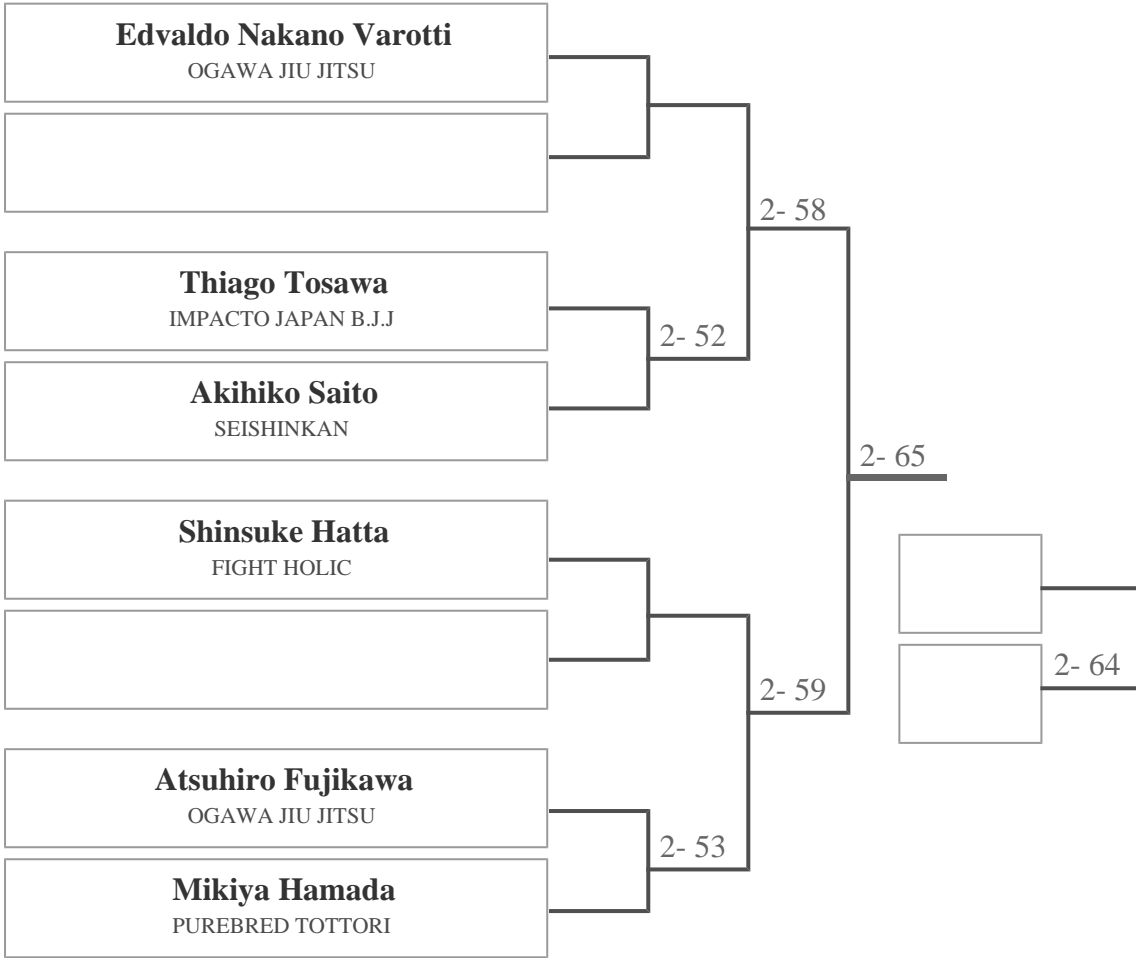 Edvaldo Nakano Varotti
OGAWA JIU JITSU
2- 58
Thiago Tosawa
IMPACTO JAPAN B.J.J
2- 52
Akihiko Saito
SEISHINKAN
2- 65
Shinsuke Hatta
FIGHT HOLIC
2- 64
2- 59
Atsuhiro Fujikawa
OGAWA JIU JITSU
2- 53
Mikiya Hamada
PUREBRED TOTTORI